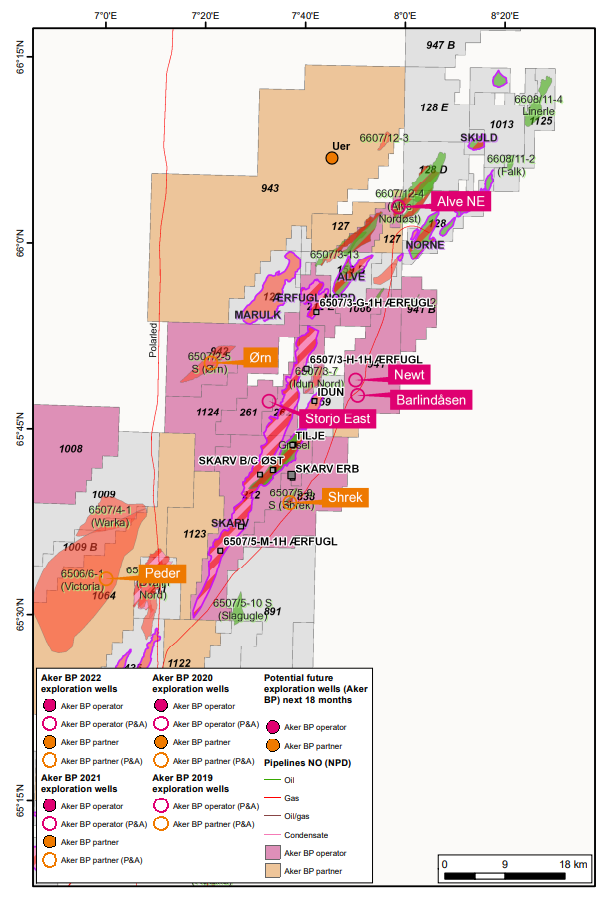 7°0'E 7°20'E 7°40'E 8°0'E 8°20'E
66°15'N
66°0'N
65°45'N
65°30'N
65°15'N
947 B
128 E
6608/11-4
Linerle
1125
1013
SKULD
6607/12-3
Uer
6608/11-2
(Falk)
128 D
943
6607/12-4
(Alve
Nordøst)
Alve NE
127
128
127
NORNE
6507/3-13
ALVE
ÆRFUGL NORD
6507/3-G-1H ÆRFUGL
941 B
MARULK
Polarled
942
6507/2-5
S (Ørn)
Ørn
6507/3-H-1H ÆRFUGL
6507/3-7
(Idun Nord)
941
Newt
IDUN
Barlindåsen
1124
261
Storjo East
TILJE
1008
SKARV B/C ØST
SKARV ERB
1009
212
6507/5-9
S (Shrek)
838
Shrek
6507/4-1
(Warka)
SKARV
1123
6507/5-M-1H ÆRFUGL
1009 B
6506/6-1
(Victoria)
1064
Peder
Nord)
6507/5-10 S
(Slagugle)
891
1122
Aker BP 2022
exploration wells
Aker BP operator
Aker BP operator (P&A)
Aker BP partner
Aker BP partner (P&A)
Aker BP 2021
exploration wells
Aker BP operator
Aker BP operator (P&A)
Aker BP partner
Aker BP partner (P&A)
Aker BP 2020
exploration wells
Aker BP operator
Aker BP operator (P&A)
Aker BP partner
Aker BP partner (P&A)
Aker BP 2019
exploration wells
Aker BP operator (P&A)
Aker BP partner (P&A)
Potential future
exploration wells (Aker
BP) next 18 months
Aker BP operator
Aker BP partner
Pipelines NO (NPD)
Oil
Gas
Oil/gas
Condensate
Aker BP operator
Aker BP partner
0 9 18 km